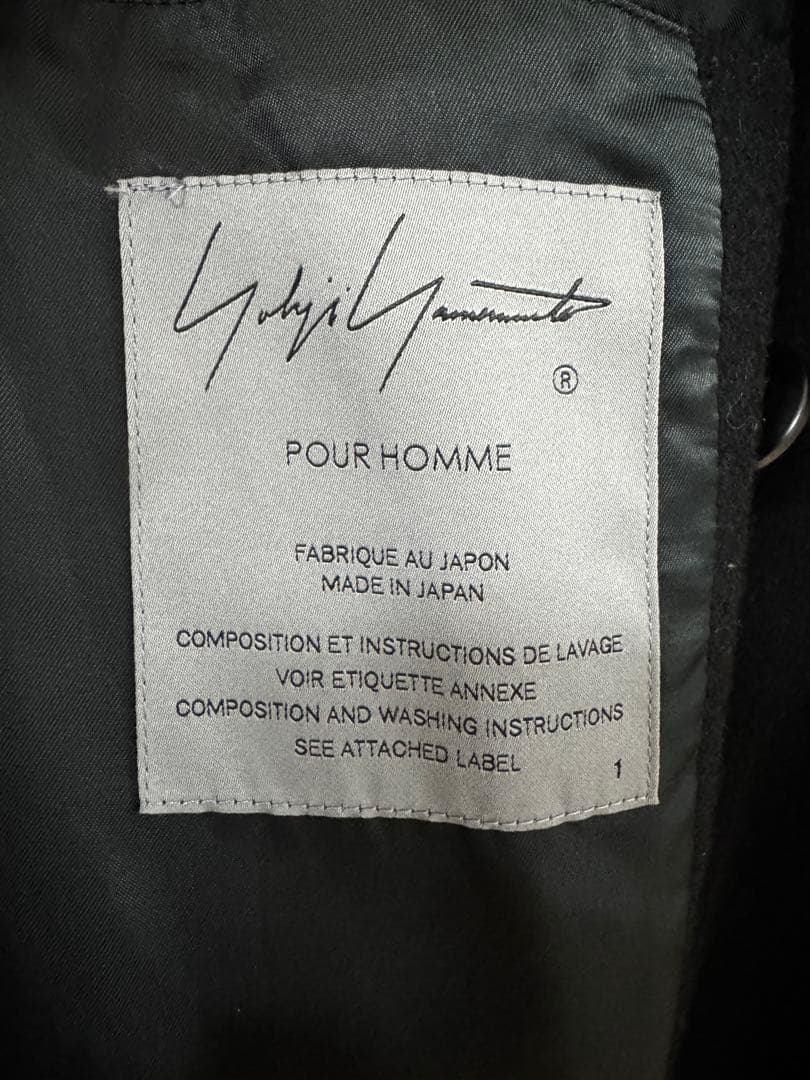 Yohji Yamamoto
®
POUR HOMME
FABRIQUE AU JAPON
MADE IN JAPAN
COMPOSITION ET INSTRUCTIONS DE LAVAGE
VOIR ETIQUETTE ANNEXE
COMPOSITION AND WASHING INSTRUCTIONS
SEE ATTACHED LABEL
1